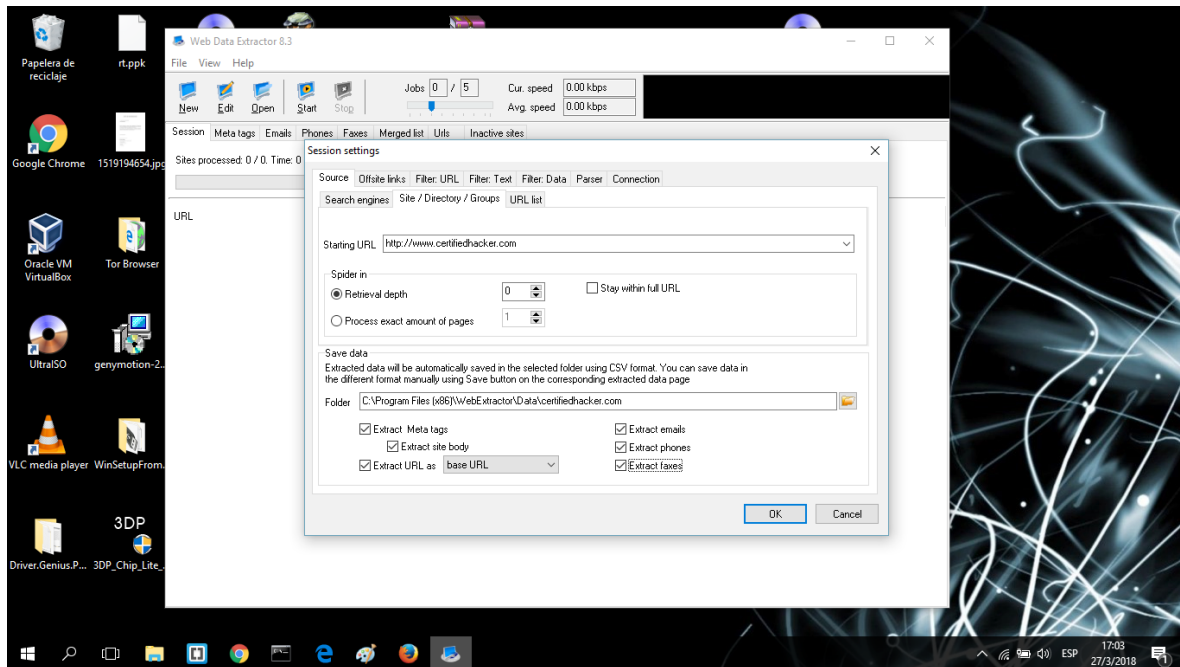 Papelera de
reciclaje
rt.ppk
Google Chrome
1519194654.jpg
Oracle VM
VirtualBox
Tor Browser
UltraISO
genymotion-2...
VLC media player
WinSetupFrom...
3DP
Driver.Genius.P...
3DP_Chip_Lite_...
Web Data Extractor 8.3
File View Help
New Edit Open Start Stop
Jobs 0 / 5
Cur. speed 0.00 kbps
Avg. speed 0.00 kbps
Session Meta tags Emails Phones Faxes Merged list Urls Inactive sites
Sites processed: 0 / 0. Time: 0
URL
Session settings
Source Offsite links Filter: URL Filter: Text Filter: Data Parser Connection
Search engines Site / Directory / Groups URL list
Starting URL http://www.certifiedhacker.com
Spider in
Retrieval depth 0 Stay within full URL
Process exact amount of pages 1
Save data
Extracted data will be automatically saved in the selected folder using CSV format. You can save data in
the different format manually using Save button on the corresponding extracted data page
Folder C:\Program Files (x86)\WebExtractor\Data\certifiedhacker.com
Extract Meta tags Extract emails
Extract site body Extract phones
Extract URL as base URL Extract faxes
OK Cancel
ESP
17:03
27/3/2018